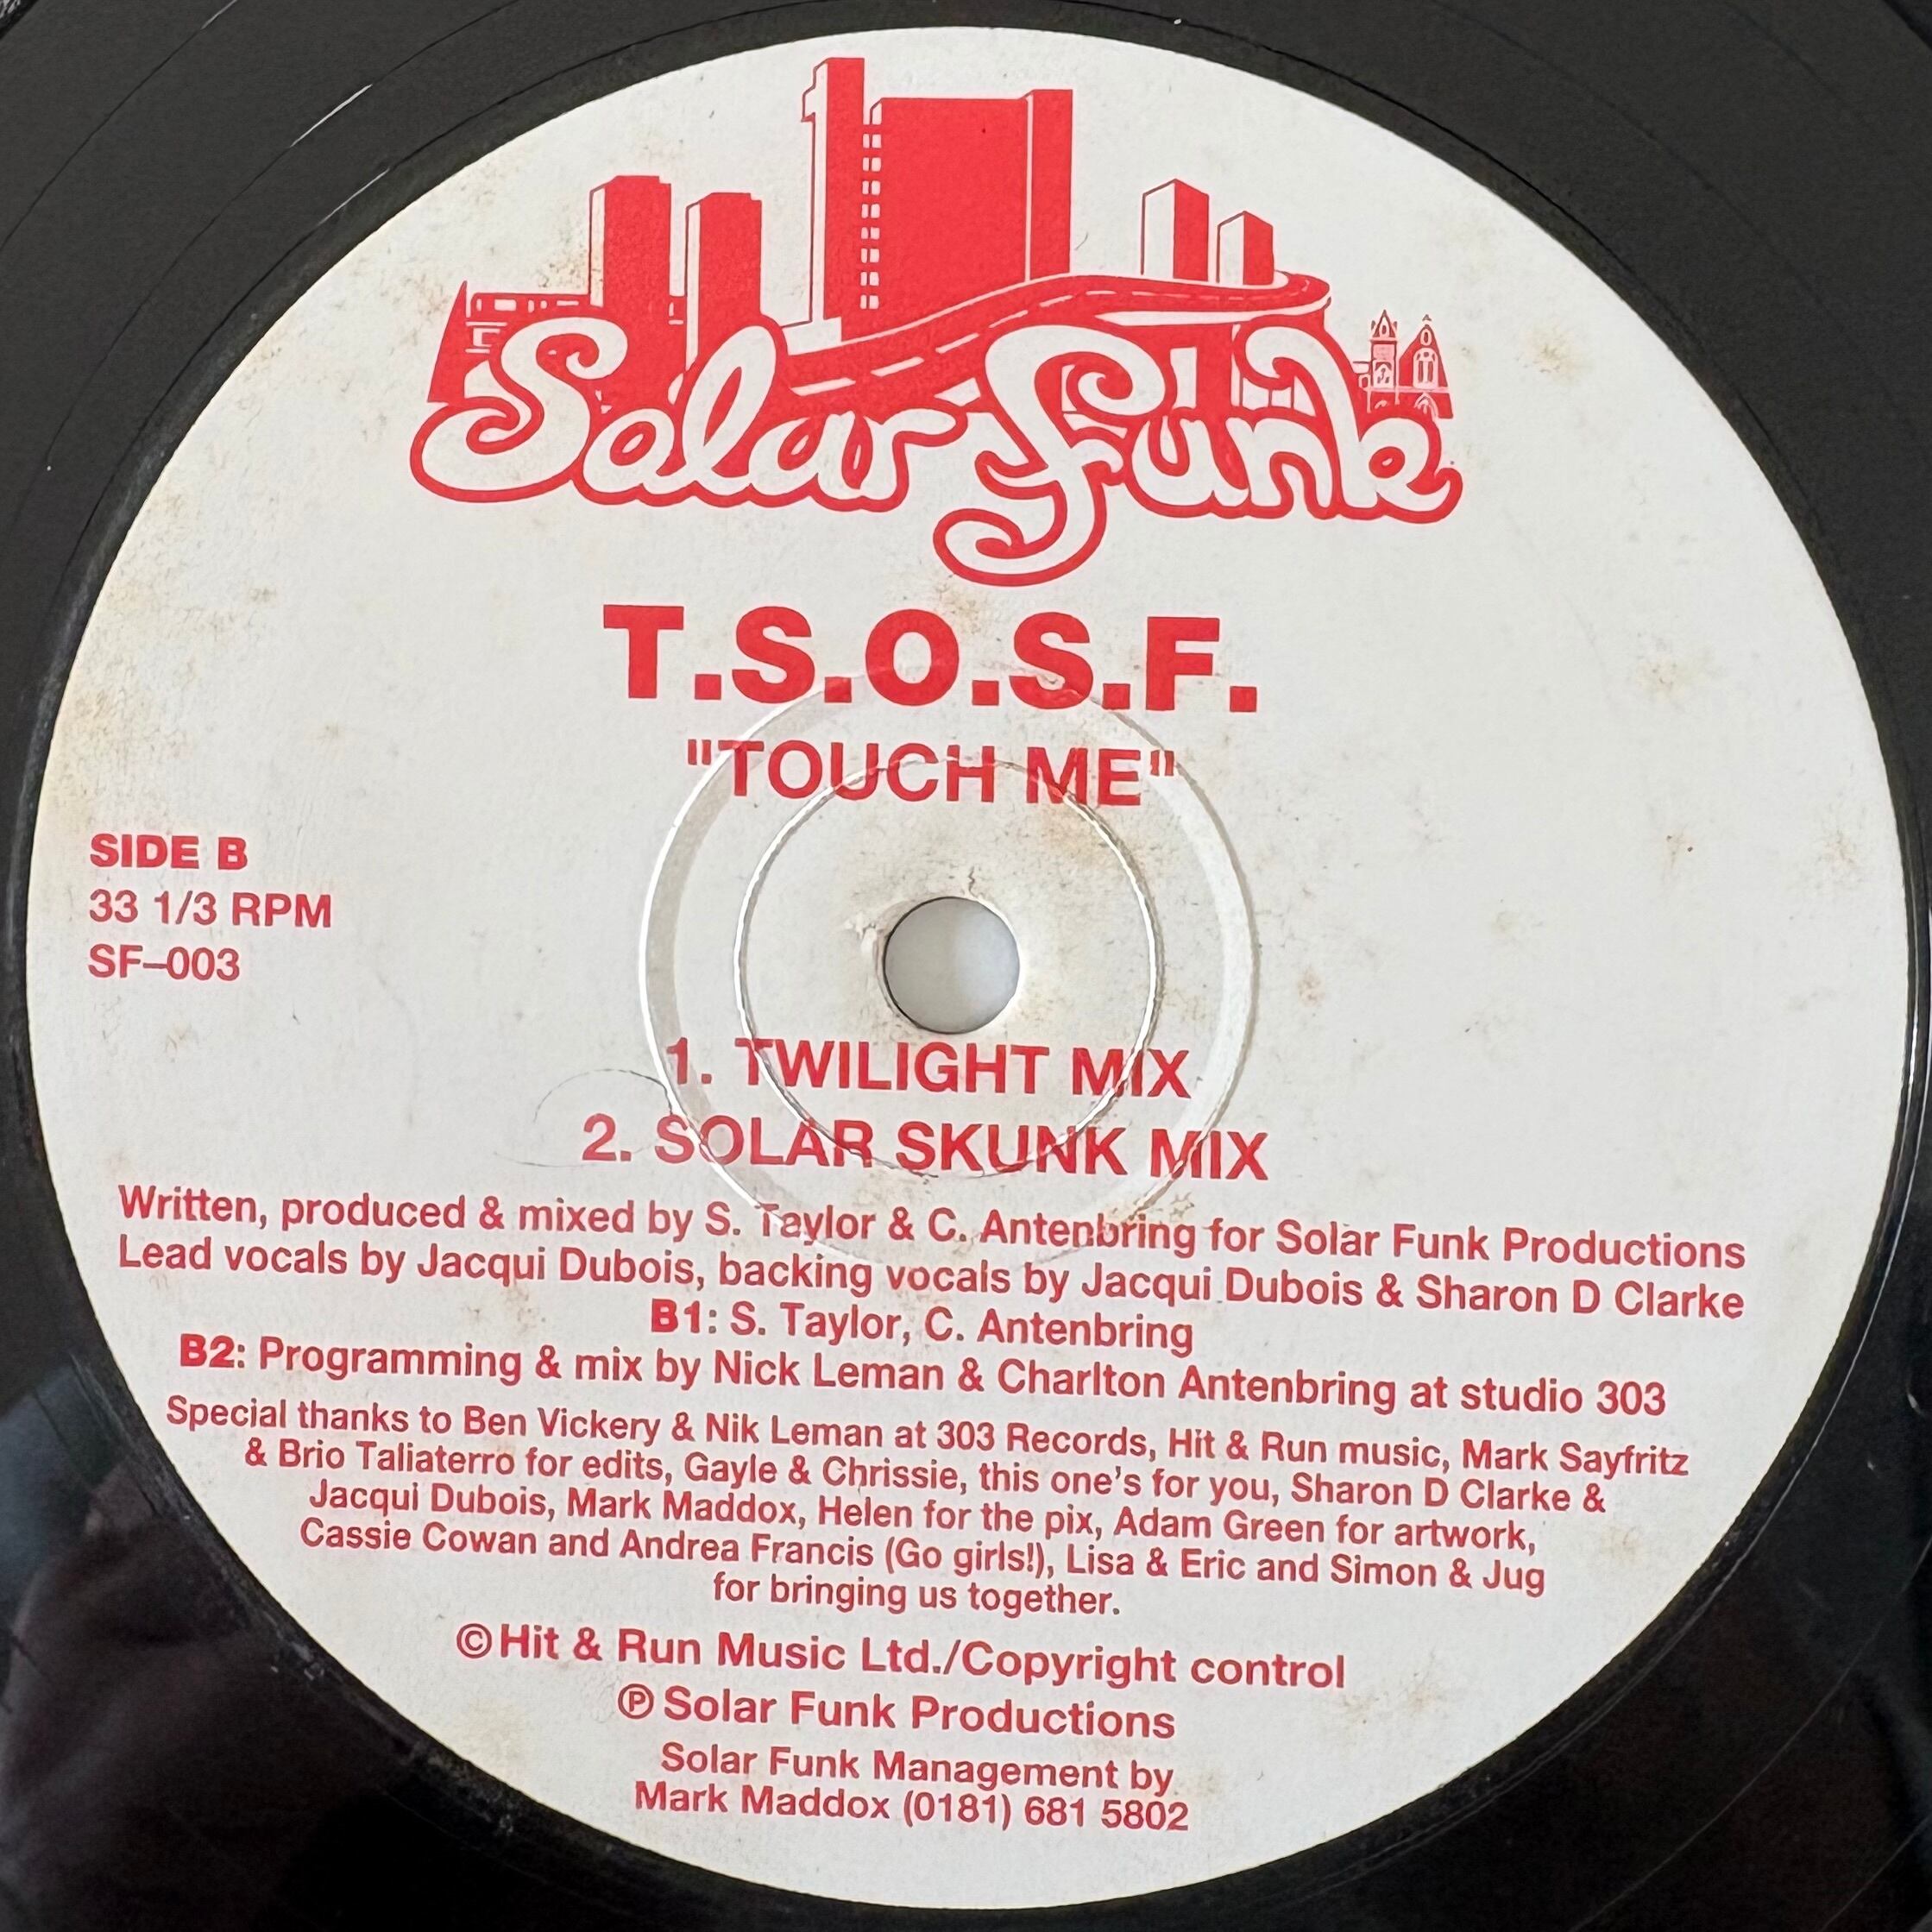 Solar Funk
T.S.O.S.F.
"TOUCH ME"
SIDE B
33 1/3 RPM
SF–003
1. TWILIGHT MIX
2. SOLAR SKUNK MIX
Written, produced & mixed by S. Taylor & C. Antenbring for Solar Funk Productions
Lead vocals by Jacqui Dubois, backing vocals by Jacqui Dubois & Sharon D Clarke
B1: S. Taylor, C. Antenbring
B2: Programming & mix by Nick Leman & Charlton Antenbring at studio 303
Special thanks to Ben Vickery & Nik Leman at 303 Records, Hit & Run music, Mark Sayfritz
& Brio Taliaterro for edits, Gayle & Chrissie, this one's for you, Sharon D Clarke &
Jacqui Dubois, Mark Maddox, Helen for the pix, Adam Green for artwork,
Cassie Cowan and Andrea Francis (Go girls!), Lisa & Eric and Simon & Jug
for bringing us together.
©Hit & Run Music Ltd./Copyright control
℗ Solar Funk Productions
Solar Funk Management by
Mark Maddox (0181) 681 5802